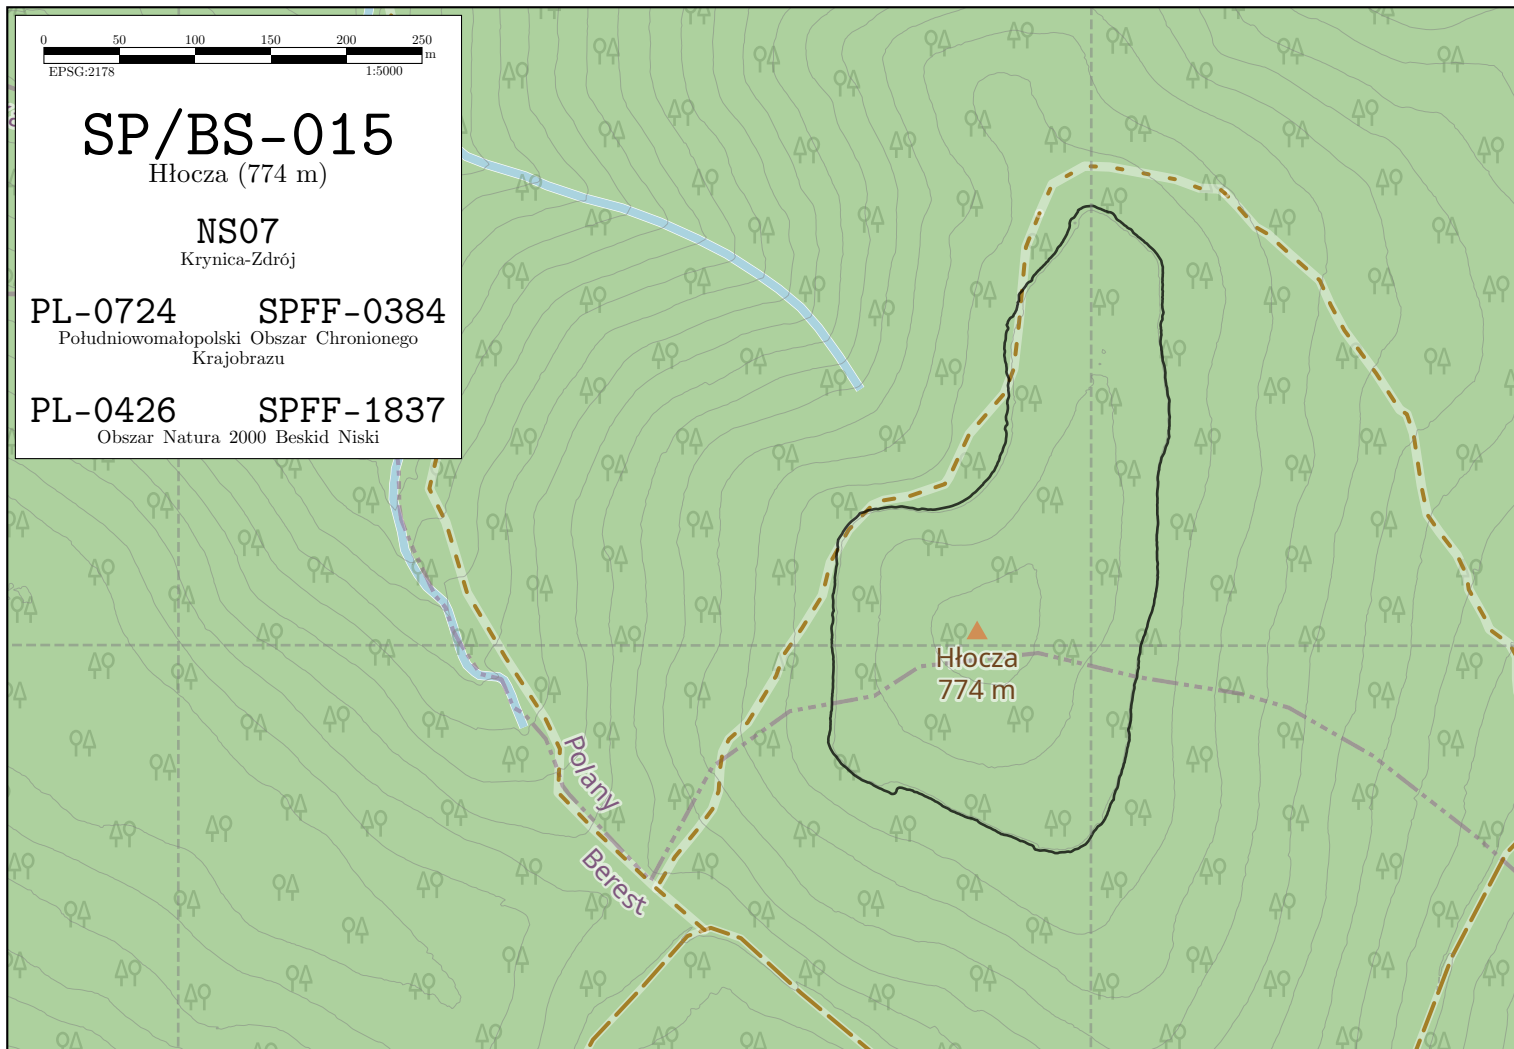 0 50 100 150 200 250
m
EPSG:2178 1:5000
SP/BS-015
Hłocza (774 m)
NS07
Krynica-Zdrój
PL-0724 SPFF-0384
Południowomałopolski Obszar Chronionego
Krajobrazu
PL-0426 SPFF-1837
Obszar Natura 2000 Beskid Niski
Hłocza
774 m
Polany
Berest